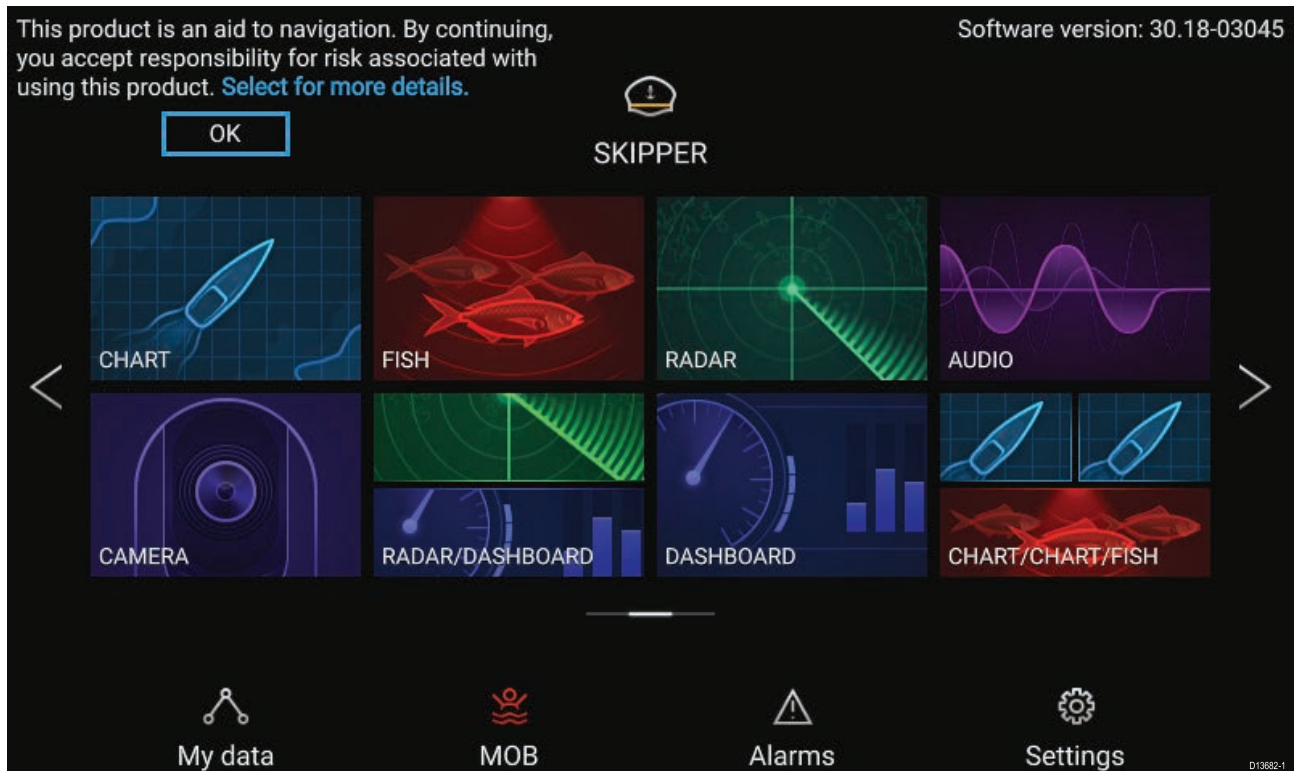 This product is an aid to navigation. By continuing,
you accept responsibility for risk associated with
using this product. Select for more details.
OK
Software version: 30.18-03045
SKIPPER
CHART
FISH
RADAR
AUDIO
CAMERA
RADAR/DASHBOARD
DASHBOARD
CHART/CHART/FISH
My data
MOB
Alarms
Settings
D13682-1